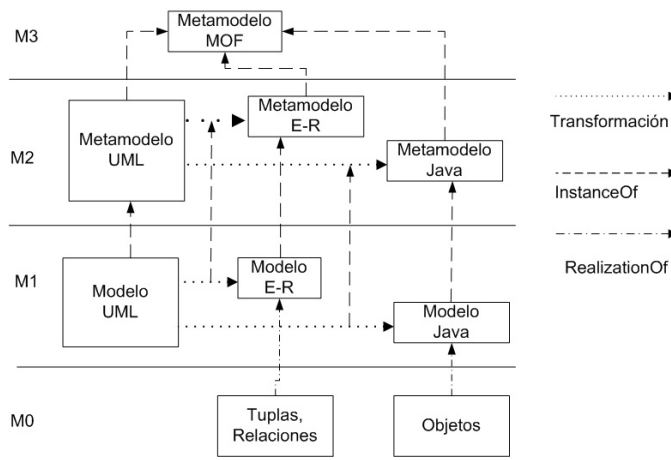 M3
Metamodelo
MOF
Metamodelo
E-R
Metamodelo
UML
Transformación
M2
Metamodelo
Java
InstanceOf
M1
Modelo
E-R
RealizationOf
Modelo
UML
Modelo
Java
M0
Tuplas,
Relaciones
Objetos